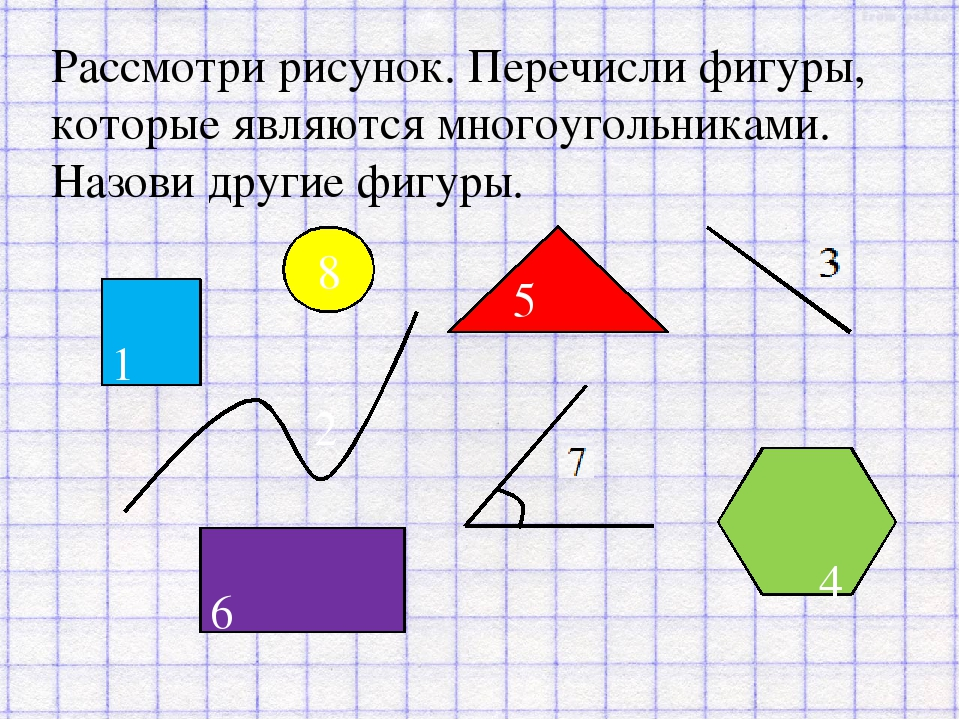 Рассмотри рисунок. Перечисли фигуры,
которые являются многоугольниками.
Назови другие фигуры.
8
5
3
1
2
7
4
6